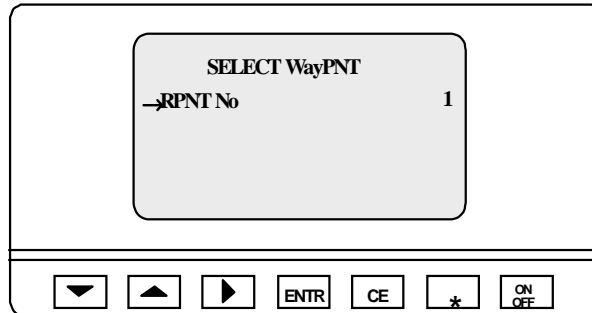 SELECT WayPNT
→RPNT No 1
ENTR CE * ON
OFF